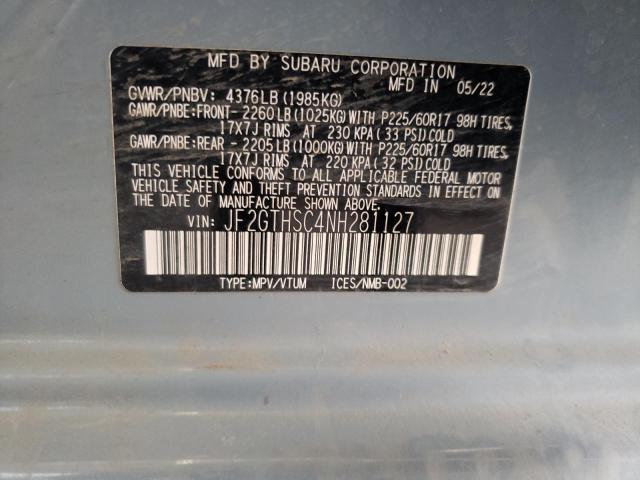 MFD BY SUBARU CORPORATION
MFD IN 05/22
GVWR/PNBV: 4376LB (1985KG)
GAWR/PNBE:FRONT- 2260LB (1025KG) WITH P225/60R17 98H TIRES,
17X7J RIMS AT 230 KPA (33 PSI) COLD
GAWR/PNBE:REAR - 2205LB (1000KG) WITH P225/60R17 98H TIRES,
17X7J RIMS AT 220 KPA (32 PSI) COLD
THIS VEHICLE CONFORMS TO ALL APPLICABLE FEDERAL MOTOR
VEHICLE SAFETY AND THEFT PREVENTION STANDARDS IN EFFECT ON
THE DATE OF MANUFACTURE SHOWN ABOVE.
VIN: JF2GTHSC4NH281127
TYPE:MPV/VTUM ICES/NMB-002